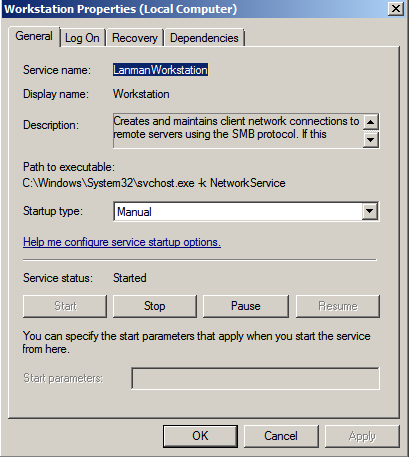 Workstation Properties (Local Computer)
General Log On Recovery Dependencies
Service name: LanmanWorkstation
Display name: Workstation
Description: Creates and maintains client network connections to
remote servers using the SMB protocol. If this
Path to executable:
C:\Windows\System32\svchost.exe -k NetworkService
Startup type: Manual
Help me configure service startup options.
Service status: Started
Start Stop Pause Resume
You can specify the start parameters that apply when you start the service
from here.
Start parameters:
OK Cancel Apply